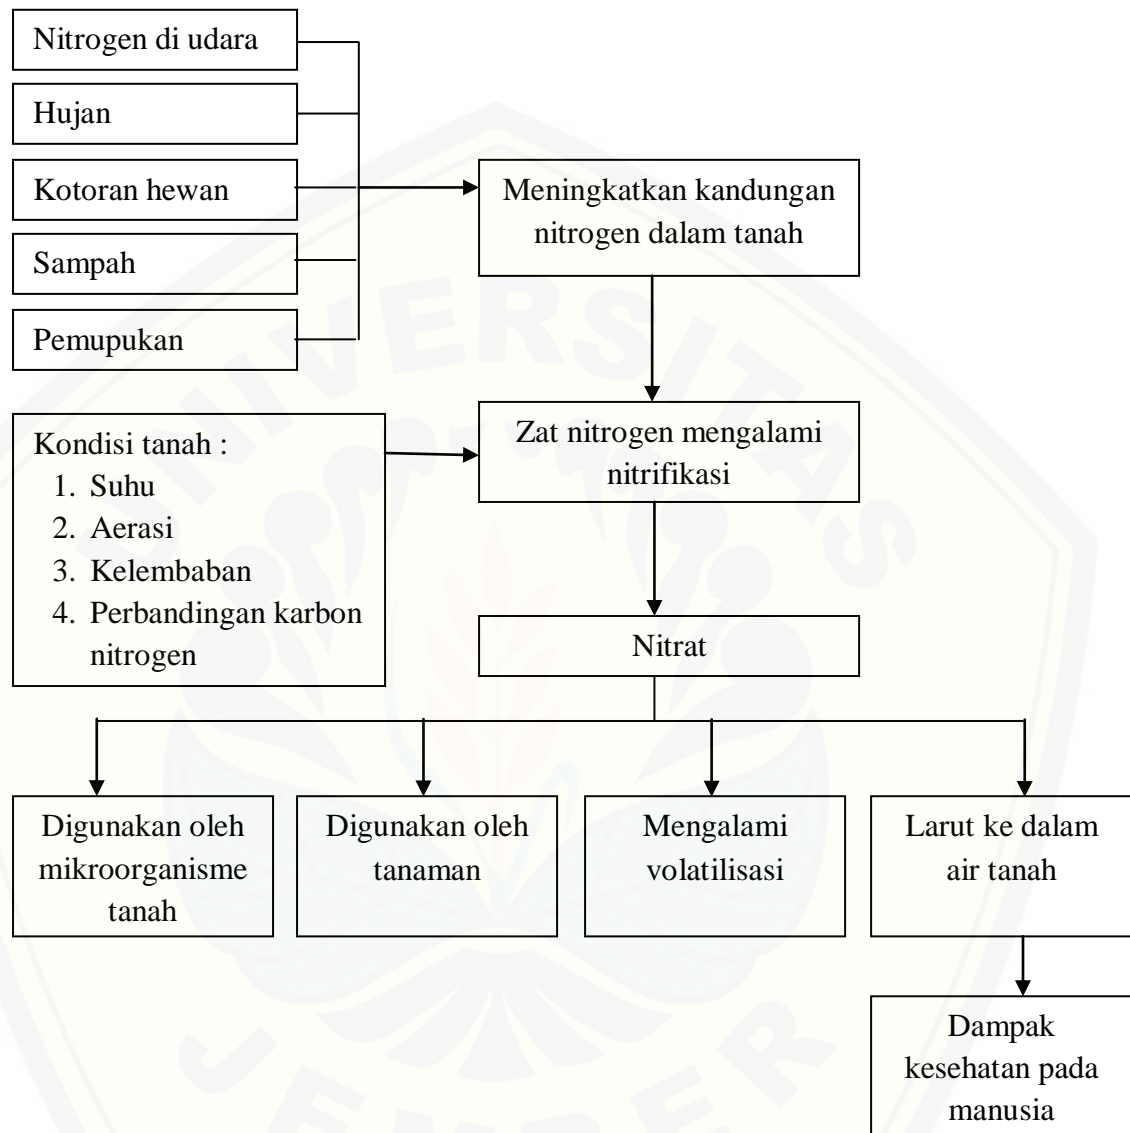 Nitrogen di udara
Hujan
Kotoran hewan
Sampah
Pemupukan
Meningkatkan kandungan
nitrogen dalam tanah
Kondisi tanah :
1. Suhu
2. Aerasi
3. Kelembaban
4. Perbandingan karbon
nitrogen
Zat nitrogen mengalami
nitrifikasi
Nitrat
Digunakan oleh
mikroorganisme
tanah
Digunakan oleh
tanaman
Mengalami
volatilisasi
Larut ke dalam
air tanah
Dampak
kesehatan pada
manusia
UNIVERSITAS
JEMBER